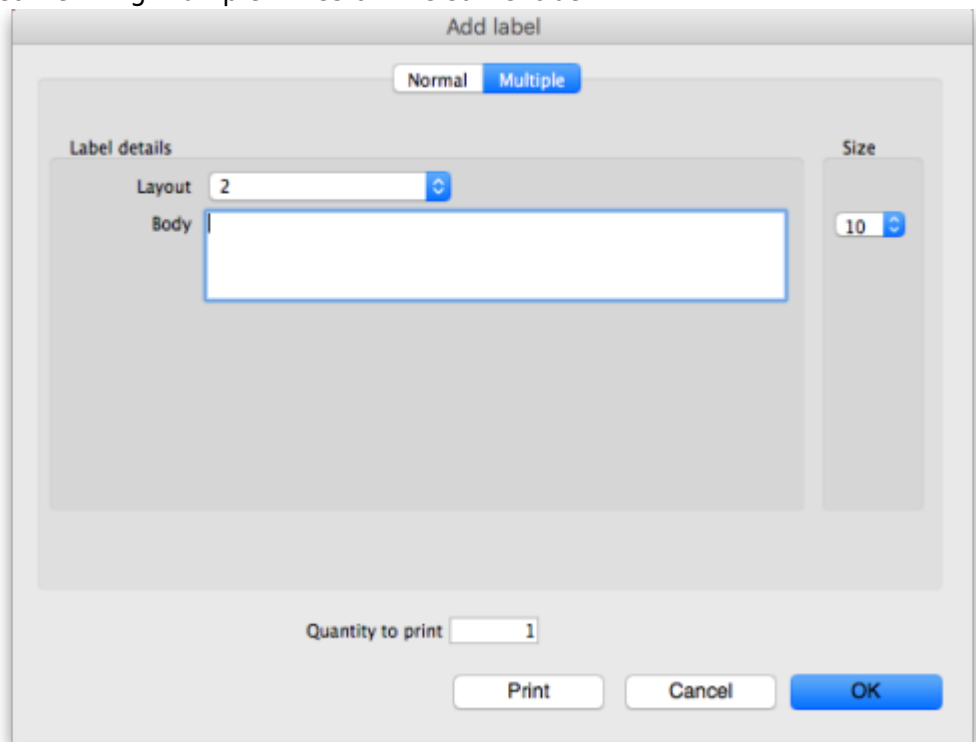 Add label
Normal Multiple
Label details Size
Layout 2
Body 10
Quantity to print 1
Print Cancel OK